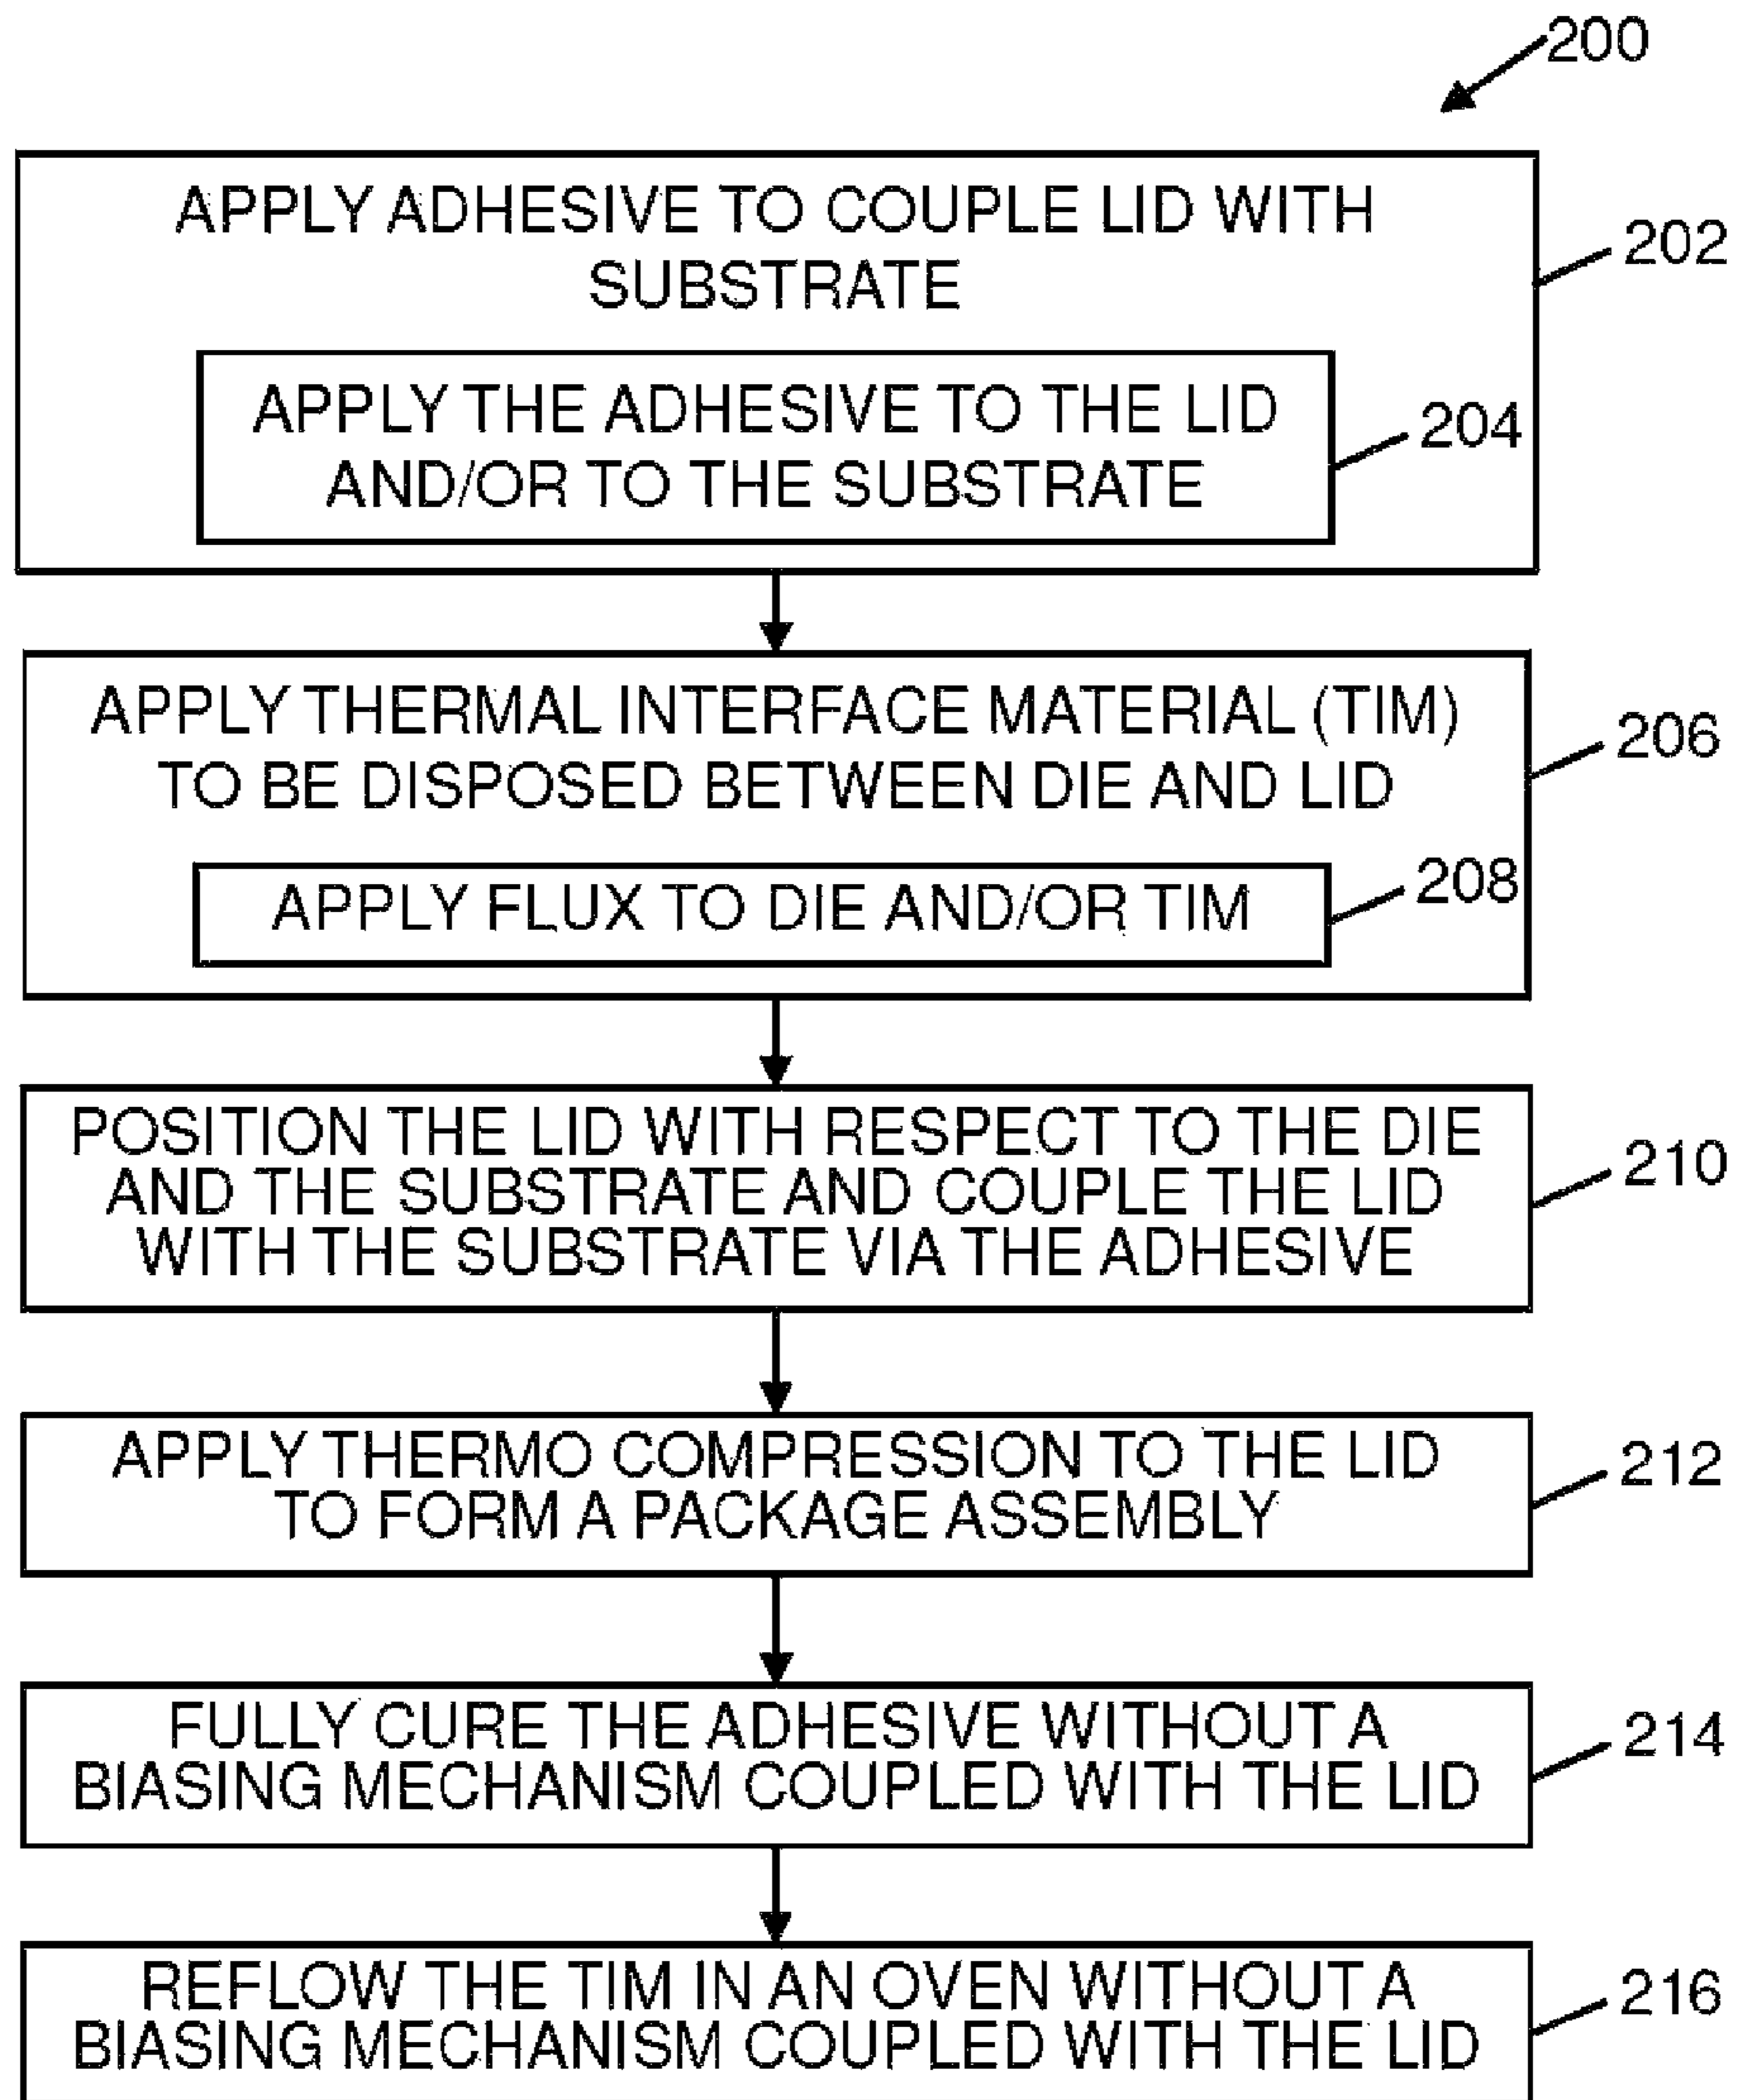 200
APPLY ADHESIVE TO COUPLE LID WITH
SUBSTRATE
202
APPLY THE ADHESIVE TO THE LID
AND/OR TO THE SUBSTRATE
204
APPLY THERMAL INTERFACE MATERIAL (TIM)
TO BE DISPOSED BETWEEN DIE AND LID
206
APPLY FLUX TO DIE AND/OR TIM
208
POSITION THE LID WITH RESPECT TO THE DIE
AND THE SUBSTRATE AND COUPLE THE LID
WITH THE SUBSTRATE VIA THE ADHESIVE
210
APPLY THERMO COMPRESSION TO THE LID
TO FORM A PACKAGE ASSEMBLY
212
FULLY CURE THE ADHESIVE WITHOUT A
BIASING MECHANISM COUPLED WITH THE LID
214
REFLOW THE TIM IN AN OVEN WITHOUT A
BIASING MECHANISM COUPLED WITH THE LID
216